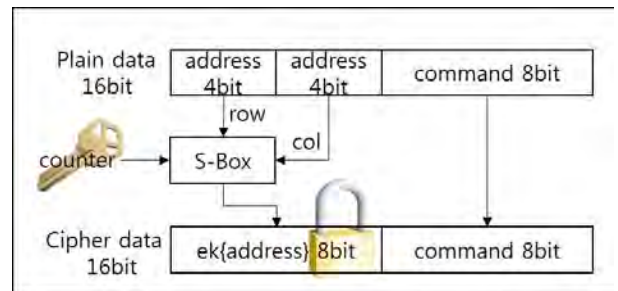 Plain data
16bit
address
4bit
address
4bit
command 8bit
row
col
counter
S-Box
Cipher data
16bit
ek{address} 8bit
command 8bit